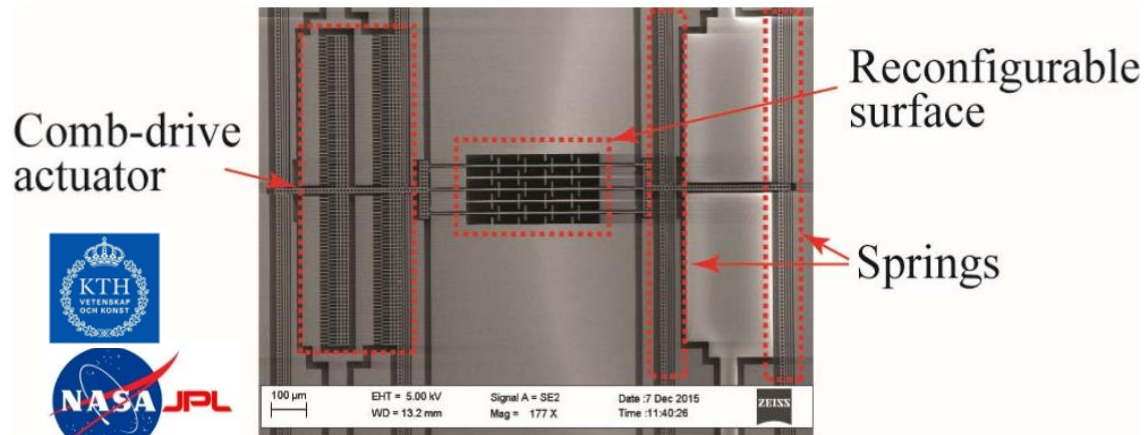 Comb-drive
actuator
Reconfigurable
surface
Springs
KTH
VETENSKAP
OCH KONST
NASA JPL
100 µm
EHT = 5.00 kV
WD = 13.2 mm
Signal A = SE2
Mag = 177 X
Date :7 Dec 2015
Time :11:40:26
ZEISS